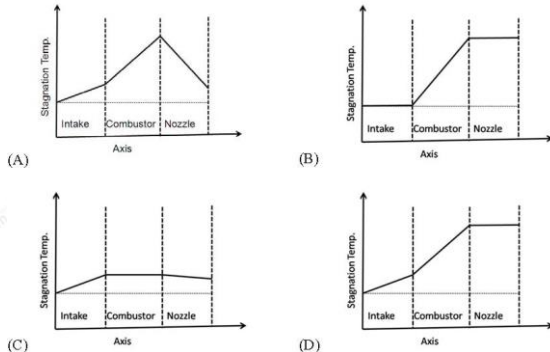 Stagnation Temp.
Intake Combustor Nozzle
Axis
(A)
Stagnation Temp.
Intake Combustor Nozzle
Axis
(B)
Stagnation Temp.
Intake Combustor Nozzle
Axis
(C)
Stagnation Temp.
Intake Combustor Nozzle
Axis
(D)